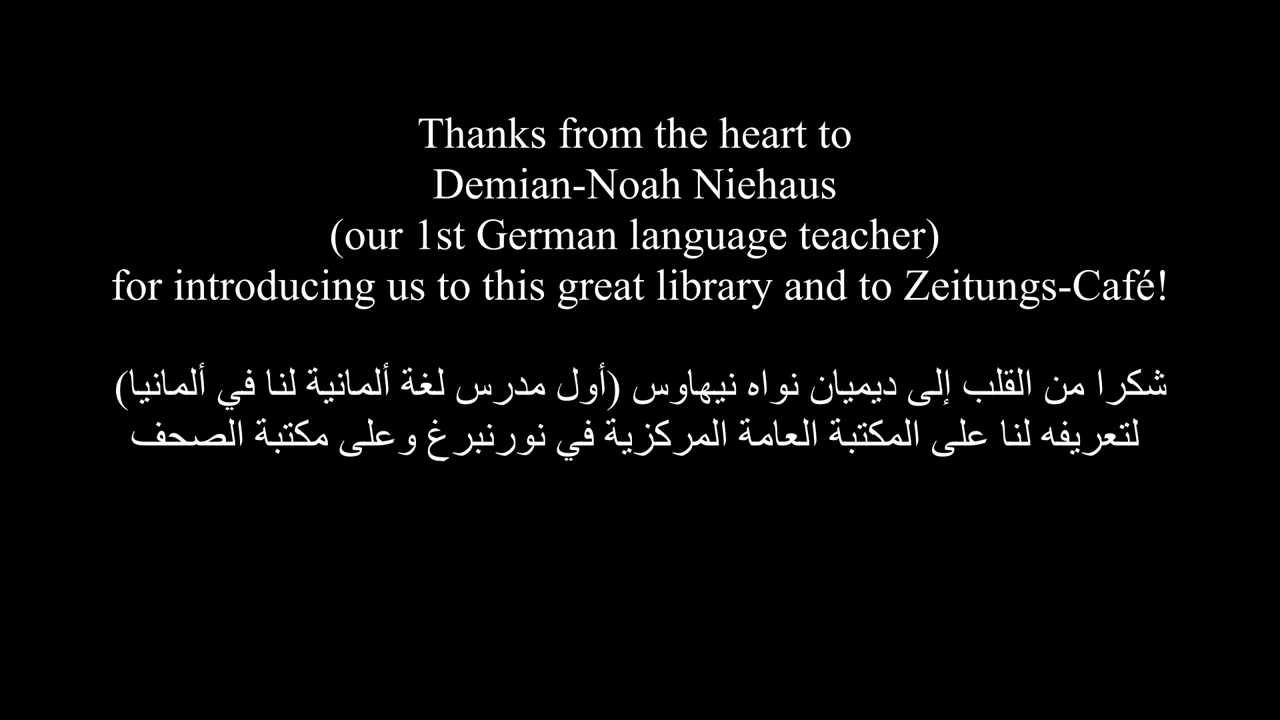 Thanks from the heart to
Demian-Noah Niehaus
(our 1st German language teacher)
for introducing us to this great library and to Zeitungs-Café!
شكرا من القلب إلى ديميان نواه نيهاوس (أول مدرس لغة ألمانية لنا في ألمانيا)
لتعريفه لنا على المكتبة العامة المركزية في نورنبرغ وعلى مكتبة الصحف